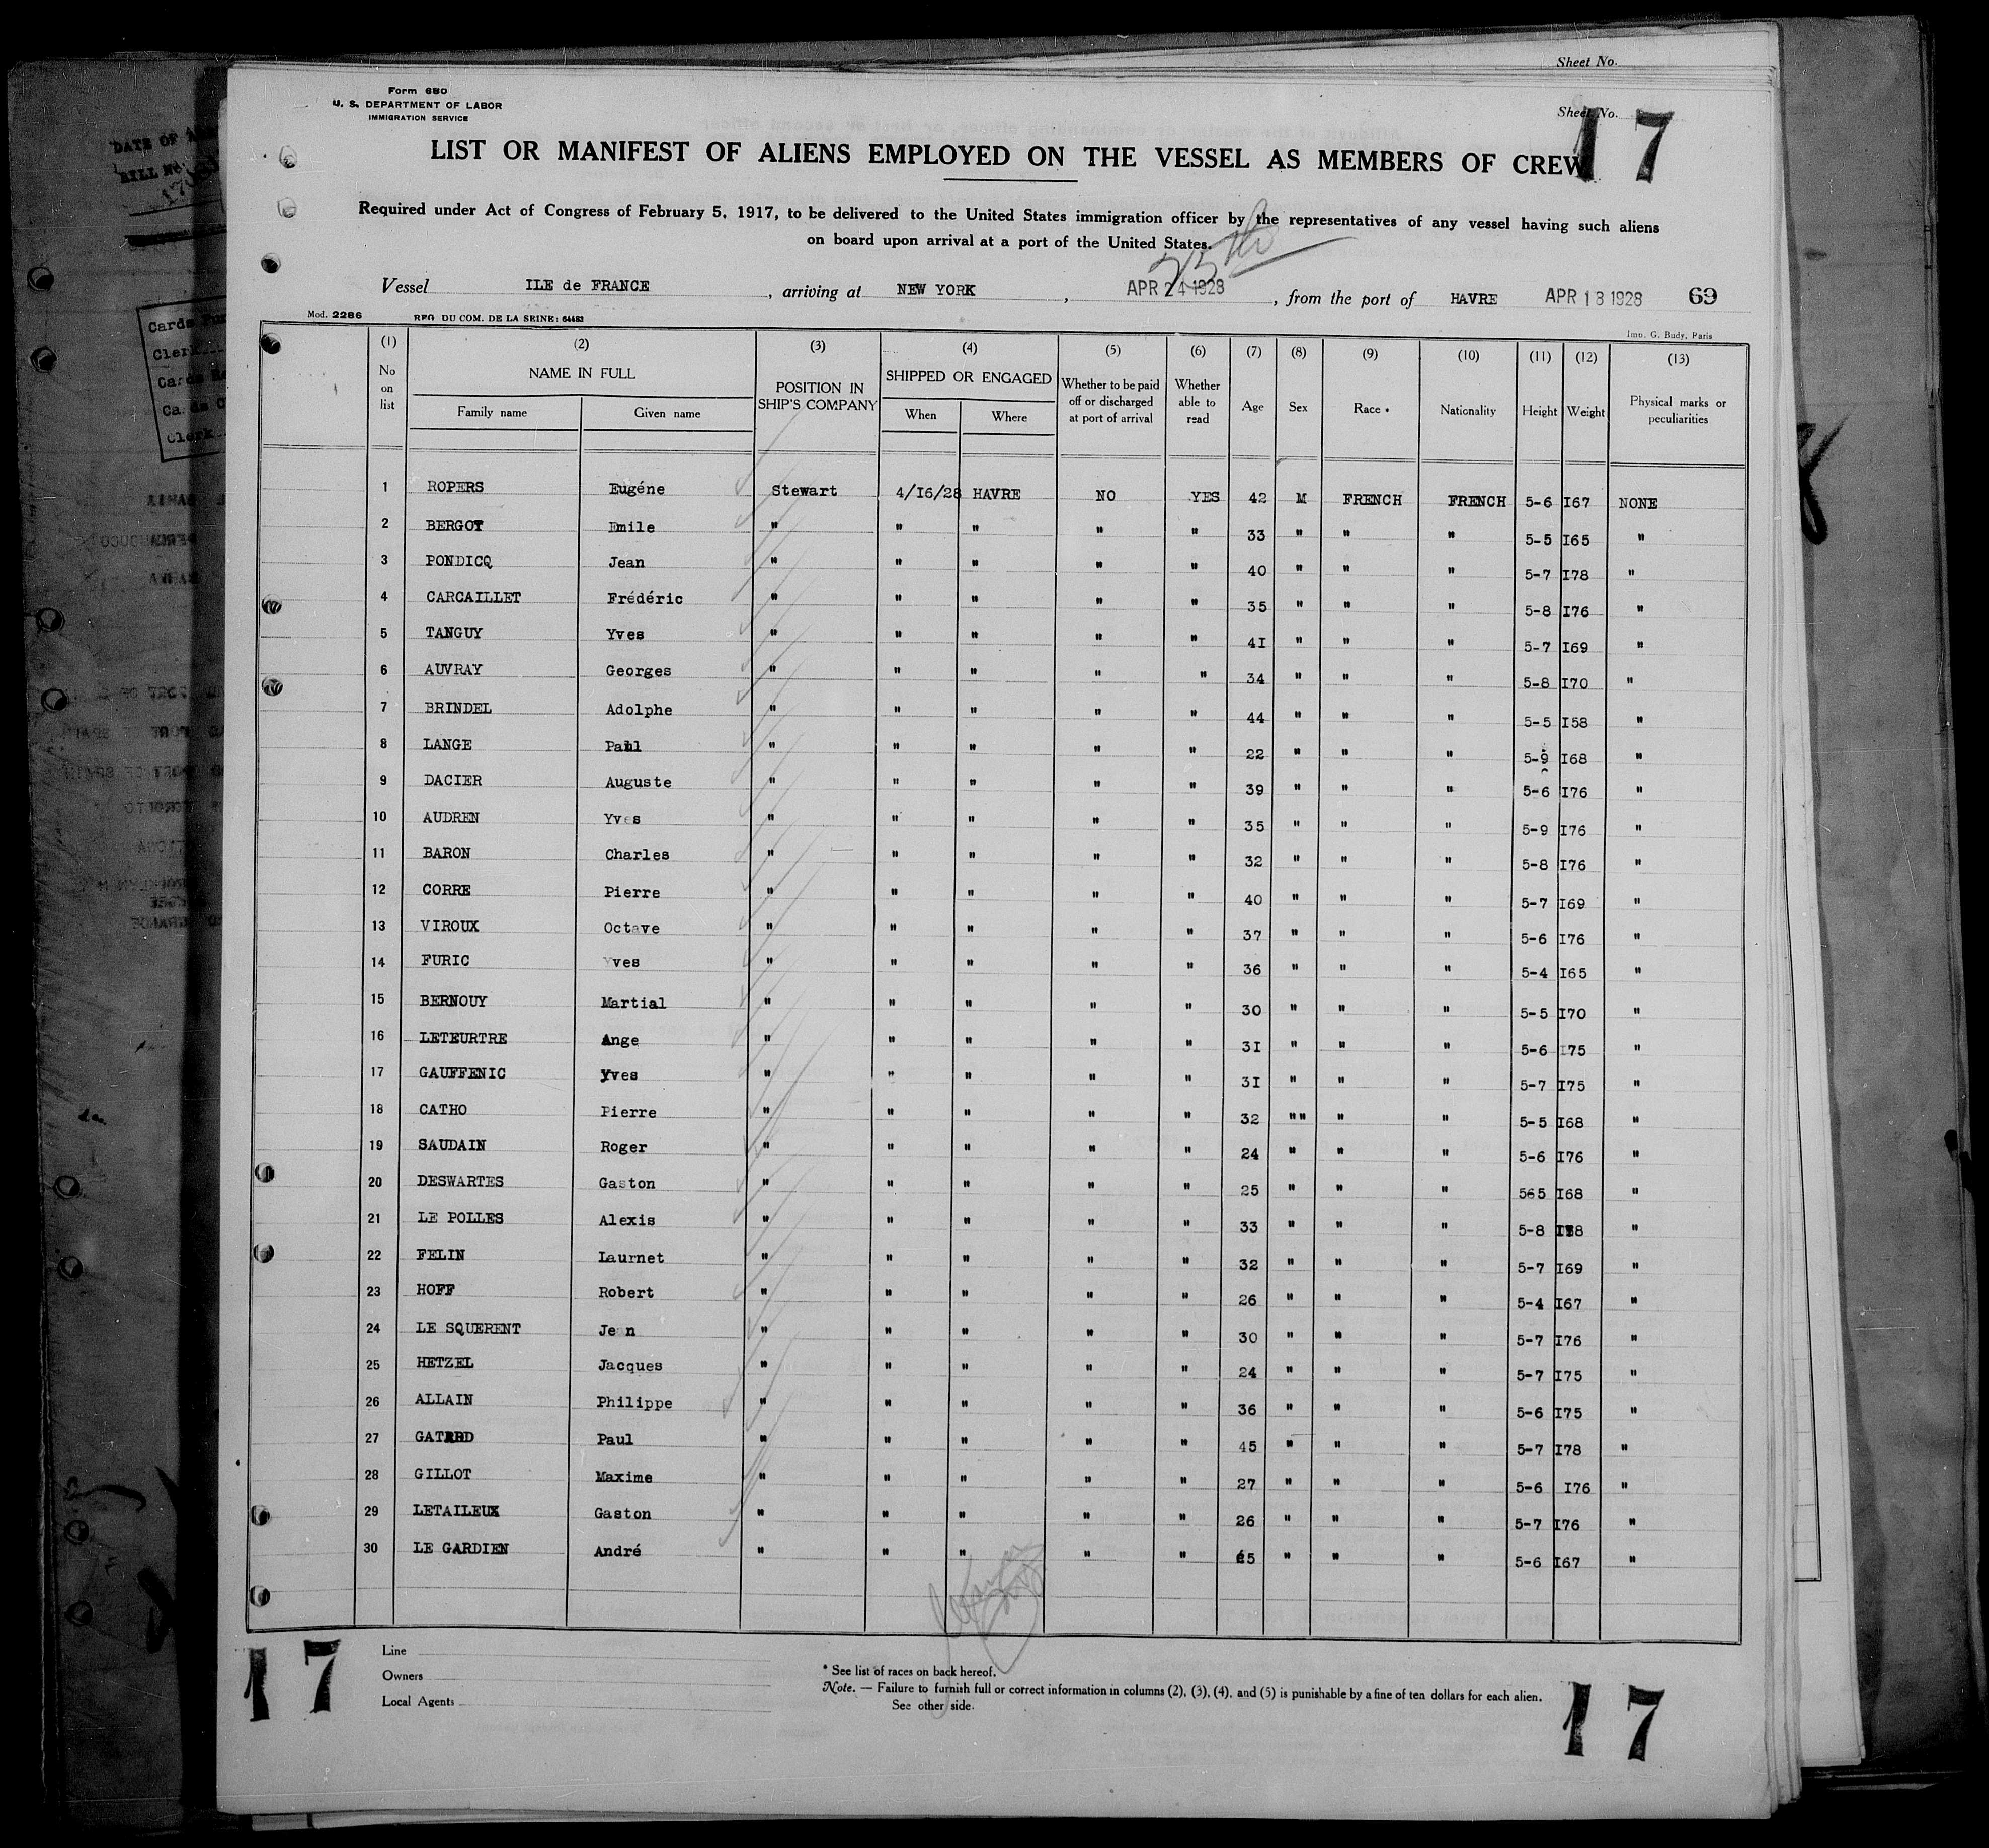 Sheet No.
Form 680
U. S. DEPARTMENT OF LABOR
IMMIGRATION SERVICE
Sheet No. 17
LIST OR MANIFEST OF ALIENS EMPLOYED ON THE VESSEL AS MEMBERS OF CREW
Required under Act of Congress of February 5, 1917, to be delivered to the United States immigration officer by the representatives of any vessel having such aliens
on board upon arrival at a port of the United States.
25th
Vessel ILE de FRANCE, arriving at NEW YORK, APR 24 1928, from the port of HAVRE APR 18 1928 69
Mod. 2286 REG DU COM. DE LA SEINE: 64483 Imp. G. Budy, Paris
(1) (2) (3) (4) (5) (6) (7) (8) (9) (10) (11) (12) (13)
No on list NAME IN FULL Family name Given name POSITION IN SHIP'S COMPANY SHIPPED OR ENGAGED When Where Whether to be paid off or discharged at port of arrival Whether able to read Age Sex Race * Nationality Height Weight Physical marks or peculiarities
1 ROPERS Eugéne Stewart 4/I6/28 HAVRE NO YES 42 M FRENCH FRENCH 5-6 I67 NONE
2 BERGOT Emile " " " " " 33 " " " 5-5 I65 "
3 PONDICQ Jean " " " " " 40 " " " 5-7 I78 "
4 CARCAILLET Frédéric " " " " " 35 " " " 5-8 I76 "
5 TANGUY Yves " " " " " 4I " " " 5-7 I69 "
6 AUVRAY Georges " " " " " 34 " " " 5-8 I70 "
7 BRINDEL Adolphe " " " " " 44 " " " 5-5 I58 "
8 LANGE Paul " " " " " 22 " " " 5-9 I68 "
9 DACIER Auguste " " " " " 39 " " " 5-6 I76 "
10 AUDREN Yves " " " " " 35 " " " 5-9 I76 "
11 BARON Charles " " " " " 32 " " " 5-8 I76 "
12 CORRE Pierre " " " " " 40 " " " 5-7 I69 "
13 VIROUX Octave " " " " " 37 " " " 5-6 I76 "
14 FURIC Yves " " " " " 36 " " " 5-4 I65 "
15 BERNOUY Martial " " " " " 30 " " " 5-5 I70 "
16 LETEURTRE Ange " " " " " 3I " " " 5-6 I75 "
17 GAUFFENIC Yves " " " " " 3I " " " 5-7 I75 "
18 CATHO Pierre " " " " " 32 "" " " 5-5 I68 "
19 SAUDAIN Roger " " " " " 24 " " " 5-6 I76 "
20 DESWARTES Gaston " " " " " 25 " " " 565 I68 "
21 LE POLLES Alexis " " " " " 33 " " " 5-8 I78 "
22 FELIN Laurnet " " " " " 32 " " " 5-7 I69 "
23 HOFF Robert " " " " " 26 " " " 5-4 I67 "
24 LE SQUERENT Jean " " " " " 30 " " " 5-7 I76 "
25 HETZEL Jacques " " " " " 24 " " " 5-7 I75 "
26 ALLAIN Philippe " " " " " 36 " " " 5-6 I75 "
27 GATARD Paul " " " " " 45 " " " 5-7 I78 "
28 GILLOT Maxime " " " " " 27 " " " 5-6 I76 "
29 LETAILEUX Gaston " " " " " 26 " " " 5-7 I76 "
30 LE GARDIEN André " " " " " 25 " " " 5-6 I67 "
Line
Owners
Local Agents
* See list of races on back hereof.
Note. — Failure to furnish full or correct information in columns (2), (3), (4), and (5) is punishable by a fine of ten dollars for each alien.
See other side.
17
17